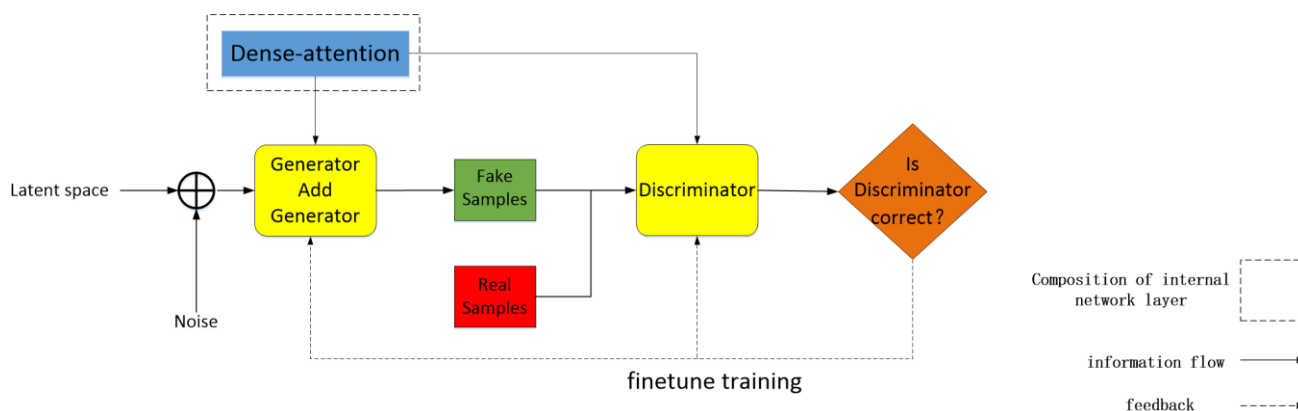 Dense-attention
Latent space
Noise
Generator
Add
Generator
Fake
Samples
Real
Samples
Discriminator
Is
Discriminator
correct?
finetune training
Composition of internal
network layer
information flow
feedback